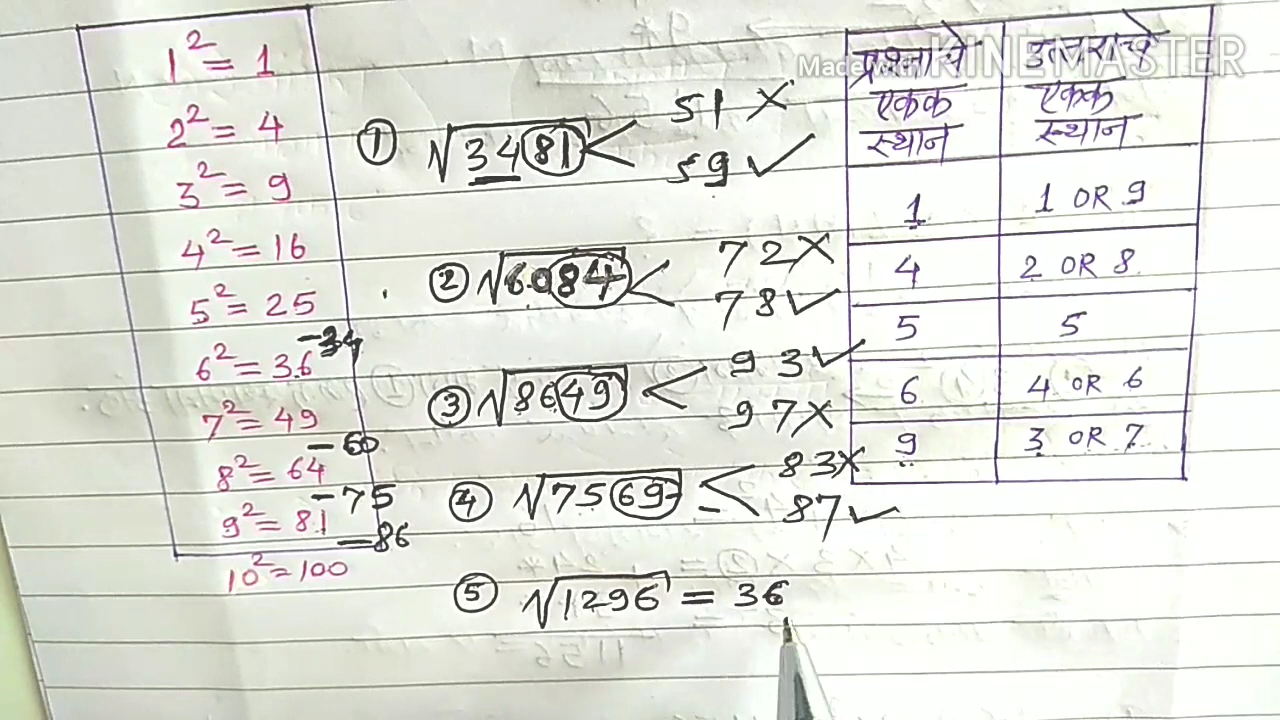 1² = 1
2² = 4
3² = 9
4² = 16
5² = 25
6² = 36 - 34
7² = 49
8² = 64 - 60
9² = 81 - 75
- 86
10² = 100
① √3481 < 51 ×
59 ✓
② √6084 < 72 ×
78 ✓
③ √8649 < 93 ✓
97 ×
④ √7569 < 83 ×
87 ✓
⑤ √1296 = 36
Made with KINEMASTER
प्रश्नाचे एकक स्थान | उत्तराचे एकक स्थान
1 | 1 OR 9
4 | 2 OR 8
5 | 5
6 | 4 OR 6
9 | 3 OR 7